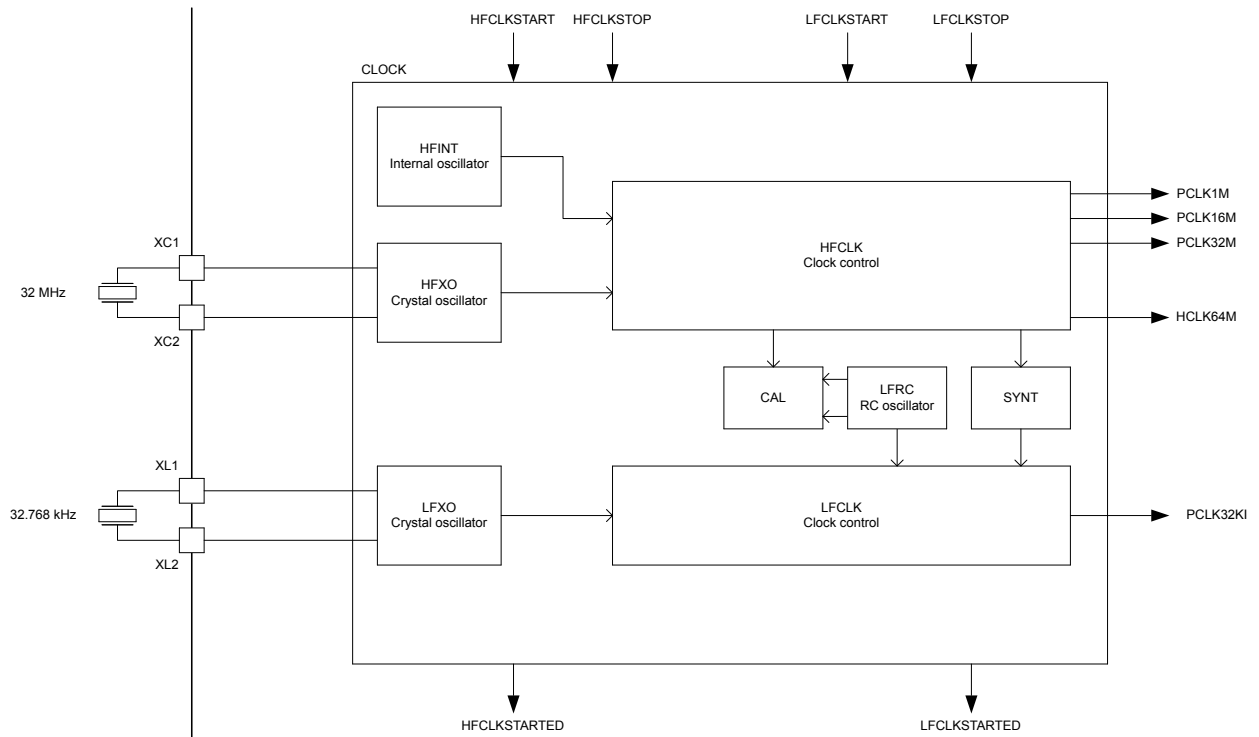 HFCLKSTART
HFCLKSTOP
LFCLKSTART
LFCLKSTOP
CLOCK
HFINT
Internal oscillator
PCLK1M
PCLK16M
PCLK32M
XC1
HFCLK
Clock control
32 MHz
HFXO
Crystal oscillator
HCLK64M
XC2
CAL
LFRC
RC oscillator
SYNT
XL1
32.768 kHz
LFXO
Crystal oscillator
LFCLK
Clock control
PCLK32KI
XL2
HFCLKSTARTED
LFCLKSTARTED